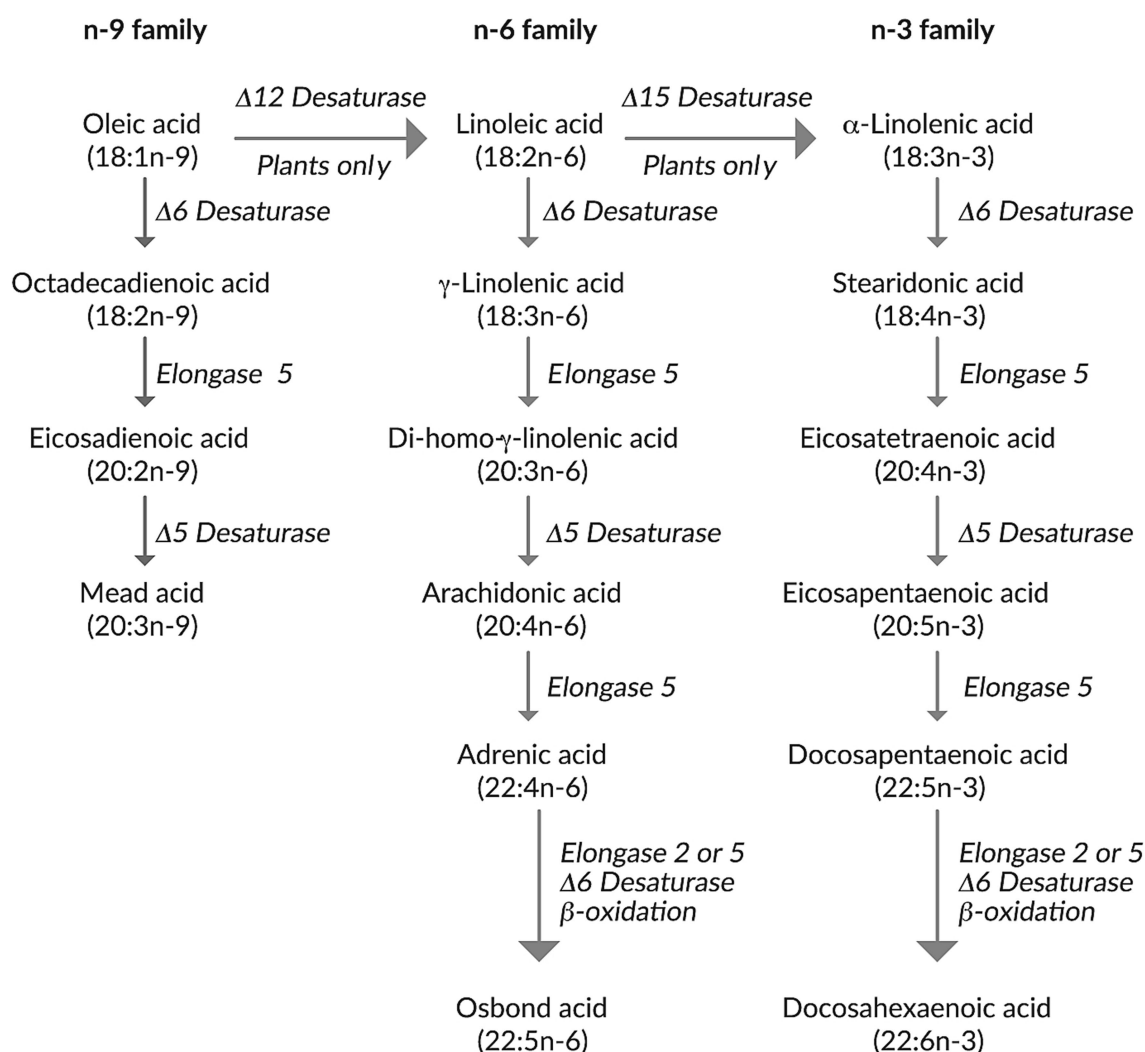 n-9 family
n-6 family
n-3 family
Δ12 Desaturase
Δ15 Desaturase
Oleic acid
(18:1n-9)
Linoleic acid
(18:2n-6)
α-Linolenic acid
(18:3n-3)
Plants only
Plants only
Δ6 Desaturase
Δ6 Desaturase
Δ6 Desaturase
Octadecadienoic acid
(18:2n-9)
γ-Linolenic acid
(18:3n-6)
Stearidonic acid
(18:4n-3)
Elongase 5
Elongase 5
Elongase 5
Eicosadienoic acid
(20:2n-9)
Di-homo-γ-linolenic acid
(20:3n-6)
Eicosatetraenoic acid
(20:4n-3)
Δ5 Desaturase
Δ5 Desaturase
Δ5 Desaturase
Mead acid
(20:3n-9)
Arachidonic acid
(20:4n-6)
Eicosapentaenoic acid
(20:5n-3)
Elongase 5
Elongase 5
Adrenic acid
(22:4n-6)
Docosapentaenoic acid
(22:5n-3)
Elongase 2 or 5
Δ6 Desaturase
β-oxidation
Elongase 2 or 5
Δ6 Desaturase
β-oxidation
Osbond acid
(22:5n-6)
Docosahexaenoic acid
(22:6n-3)